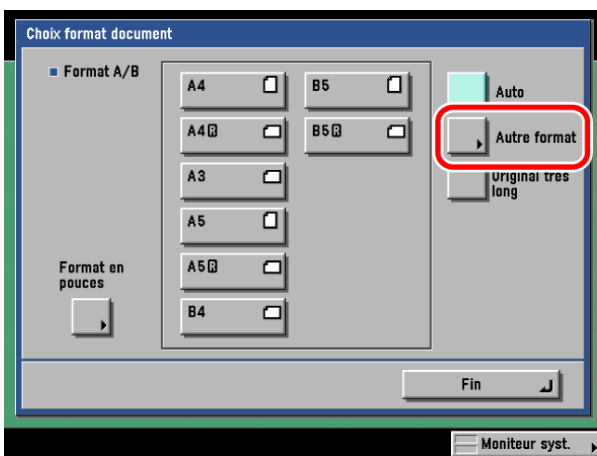 Choix format document
Format A/B
A4
B5
Auto
A4R
B5R
Autre format
A3
Original très
long
A5
Format en
pouces
A5R
B4
Fin
Moniteur syst.